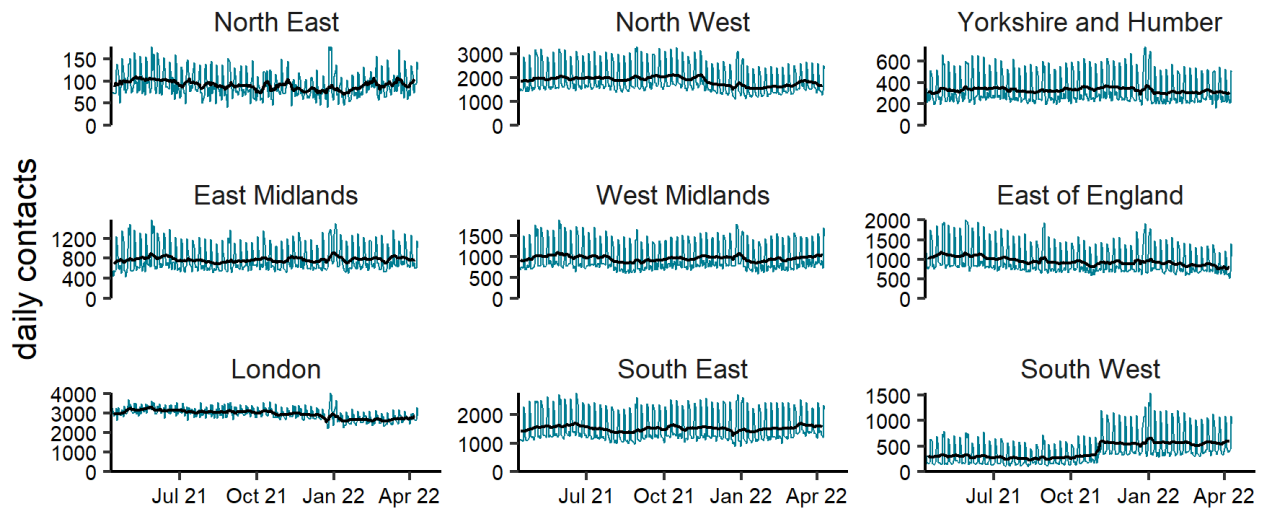 North East
North West
Yorkshire and Humber
150
100
50
0
3000
2000
1000
0
600
400
200
0
daily contacts
East Midlands
West Midlands
East of England
1200
800
400
0
1500
1000
500
0
2000
1500
1000
500
0
London
South East
South West
4000
3000
2000
1000
0
2000
1000
0
1500
1000
500
0
Jul 21 Oct 21 Jan 22 Apr 22
Jul 21 Oct 21 Jan 22 Apr 22
Jul 21 Oct 21 Jan 22 Apr 22